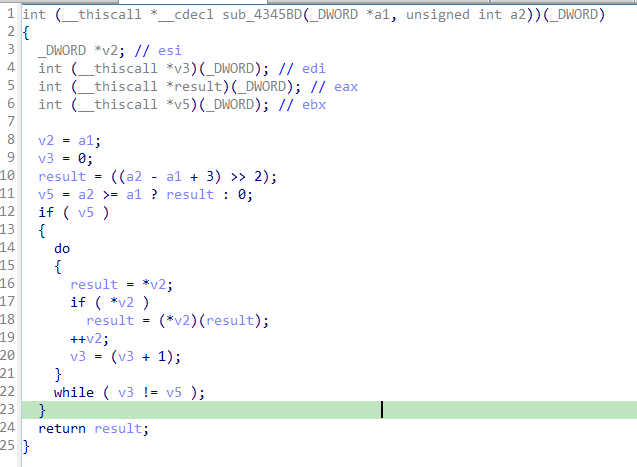 1 int (__thiscall *__cdecl sub_4345BD(_DWORD *a1, unsigned int a2))(_DWORD)
2 {
3   _DWORD *v2; // esi
4   int (__thiscall *v3)(_DWORD); // edi
5   int (__thiscall *result)(_DWORD); // eax
6   int (__thiscall *v5)(_DWORD); // ebx
7
8   v2 = a1;
9   v3 = 0;
10   result = ((a2 - a1 + 3) >> 2);
11   v5 = a2 >= a1 ? result : 0;
12   if ( v5 )
13   {
14     do
15     {
16       result = *v2;
17       if ( *v2 )
18         result = (*v2)(result);
19       ++v2;
20       v3 = (v3 + 1);
21     }
22     while ( v3 != v5 );
23   }
24   return result;
25 }